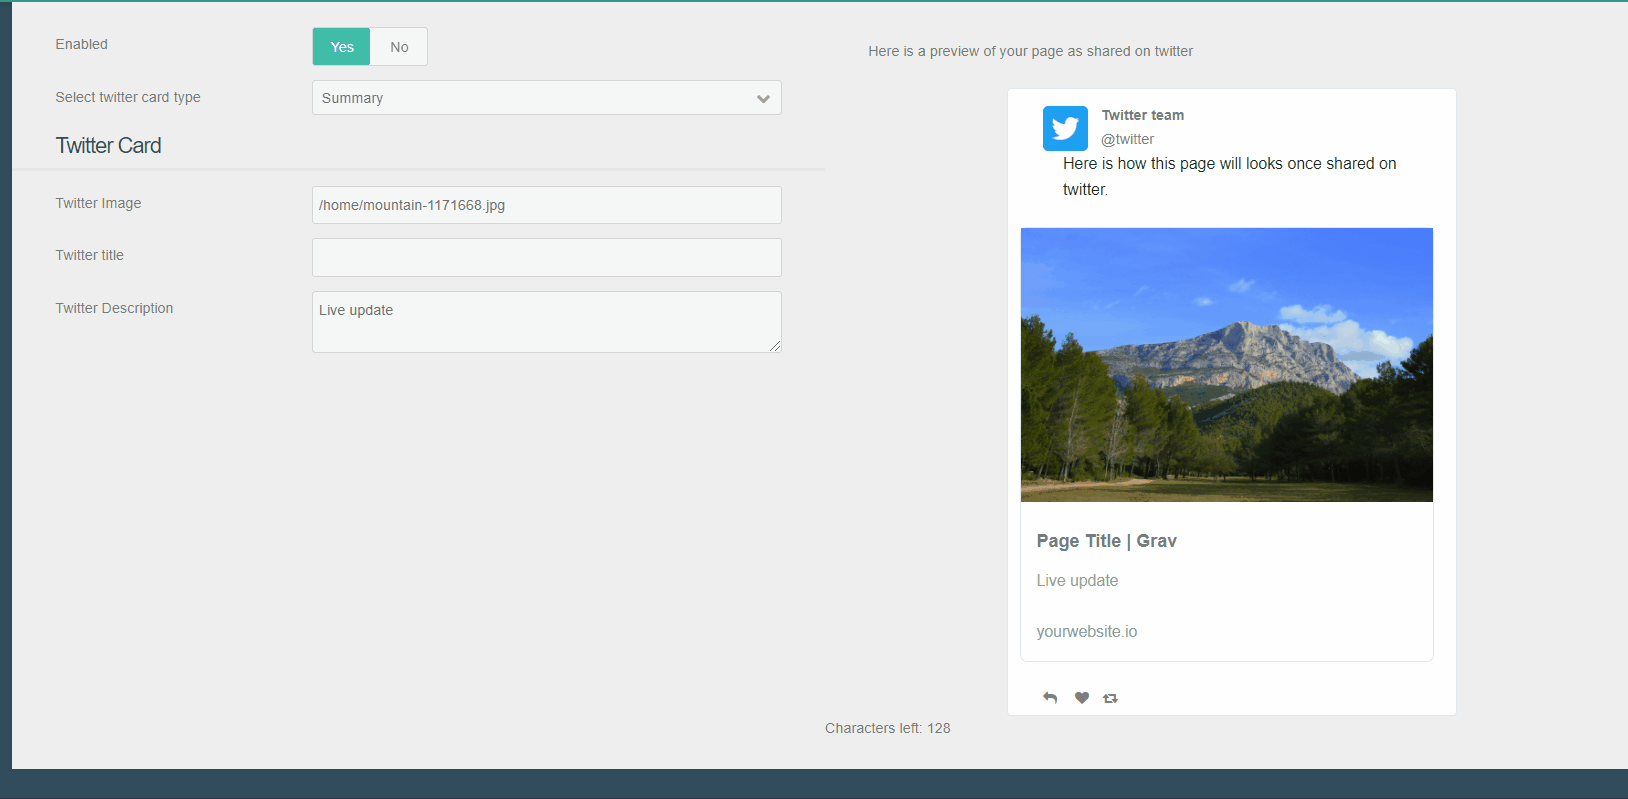 Enabled
Yes
No
Select twitter card type
Summary
Twitter Card
Twitter Image
/home/mountain-1171668.jpg
Twitter title
Twitter Description
Live update
Here is a preview of your page as shared on twitter
Twitter team
@twitter
Here is how this page will looks once shared on
twitter.
Page Title | Grav
Live update
yourwebsite.io
Characters left: 128